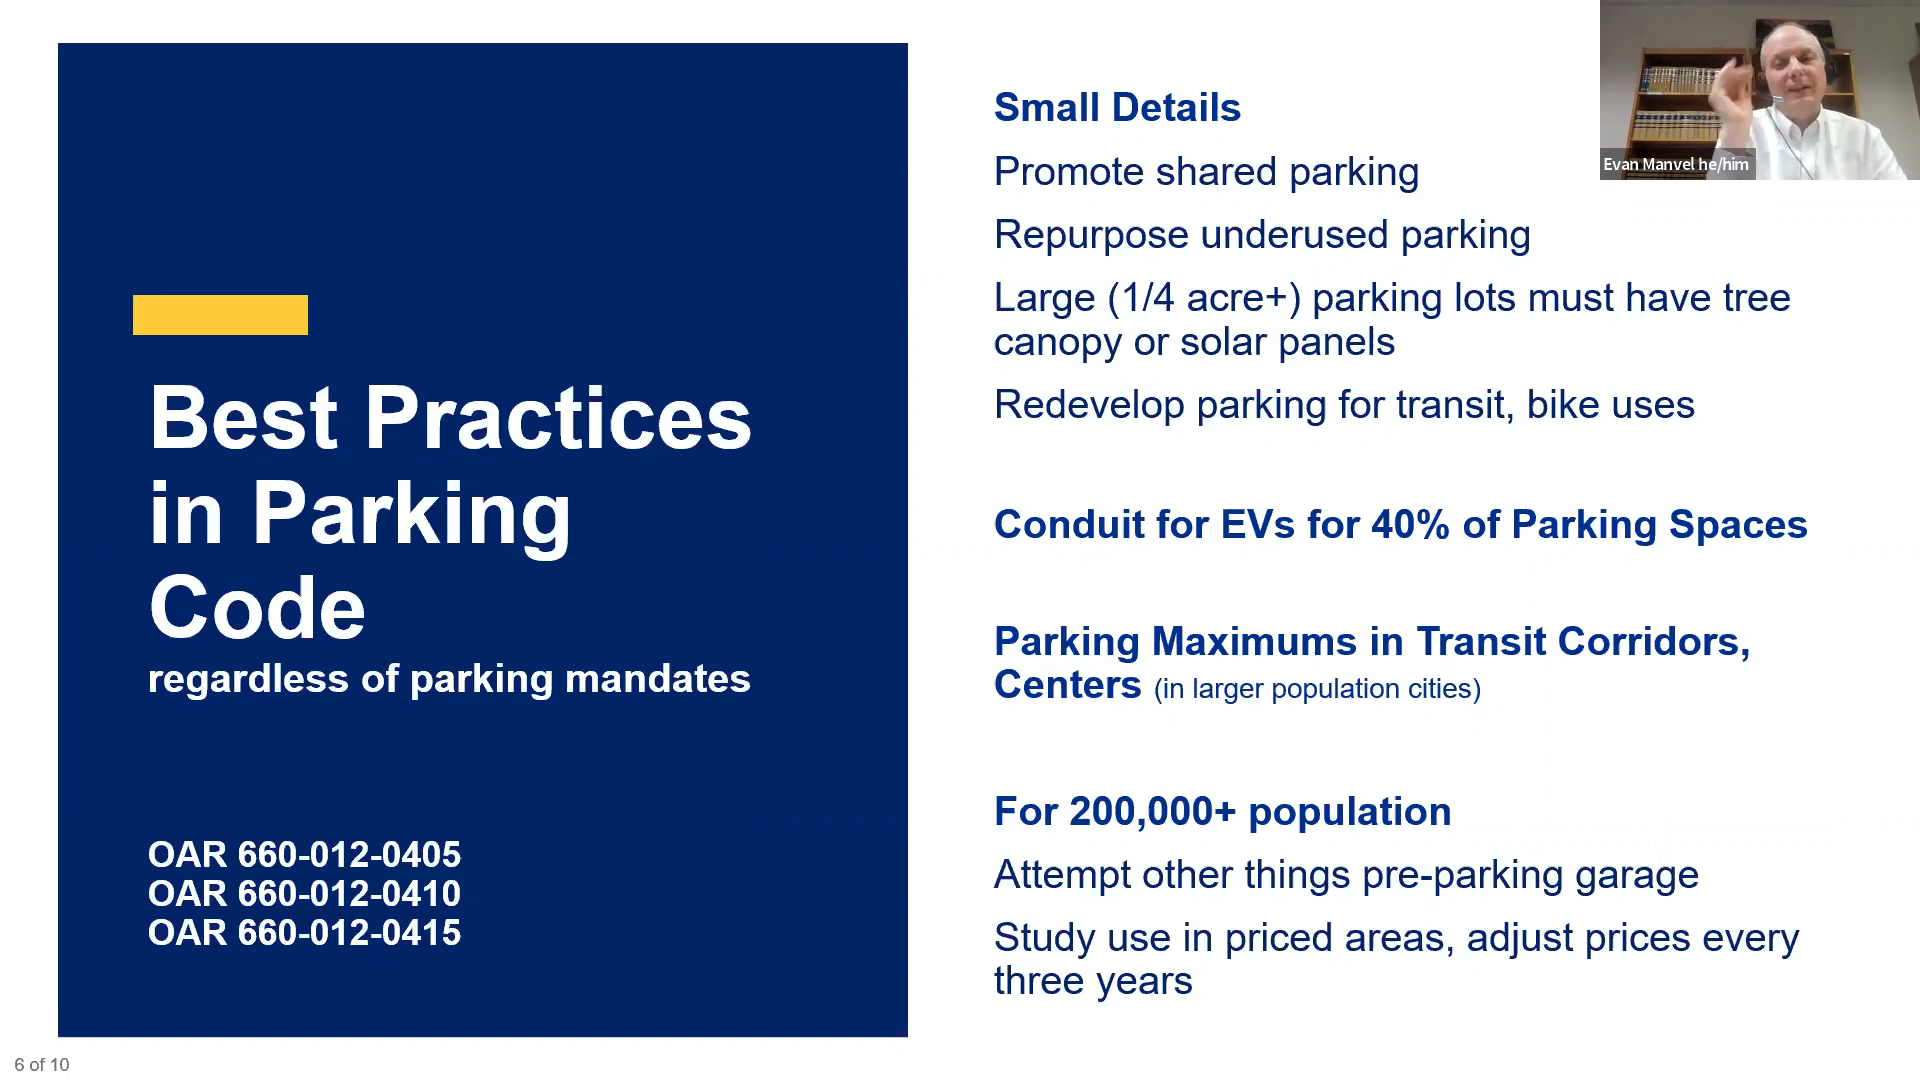 Best Practices
in Parking
Code
regardless of parking mandates
OAR 660-012-0405
OAR 660-012-0410
OAR 660-012-0415
Small Details
Promote shared parking
Repurpose underused parking
Large (1/4 acre+) parking lots must have tree
canopy or solar panels
Redevelop parking for transit, bike uses
Conduit for EVs for 40% of Parking Spaces
Parking Maximums in Transit Corridors,
Centers (in larger population cities)
For 200,000+ population
Attempt other things pre-parking garage
Study use in priced areas, adjust prices every
three years
Evan Manvel he/him
6 of 10